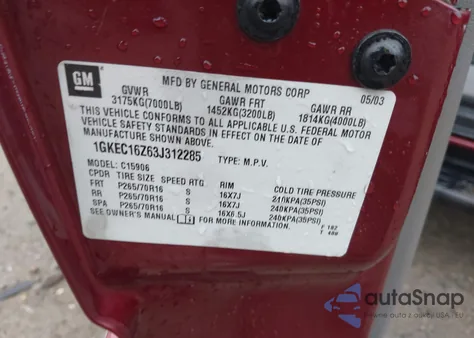 GM
MFD BY GENERAL MOTORS CORP 05/03
GVWR GAWR FRT GAWR RR
3175KG(7000LB) 1452KG(3200LB) 1814KG(4000LB)
THIS VEHICLE CONFORMS TO ALL APPLICABLE U.S. FEDERAL MOTOR
VEHICLE SAFETY STANDARDS IN EFFECT ON THE DATE OF
MANUFACTURE SHOWN ABOVE.
1GKEC16Z63J312285 TYPE: M.P.V.
MODEL: C15906
CPDR TIRE SIZE SPEED RTG RIM COLD TIRE PRESSURE
FRT P265/70R16 S 16X7J 240KPA(35PSI)
RR P265/70R16 S 16X7J 240KPA(35PSI)
SPA P265/70R16 S 16X6.5J 240KPA(35PSI)
SEE OWNER'S MANUAL FOR MORE INFORMATION
autoSnap